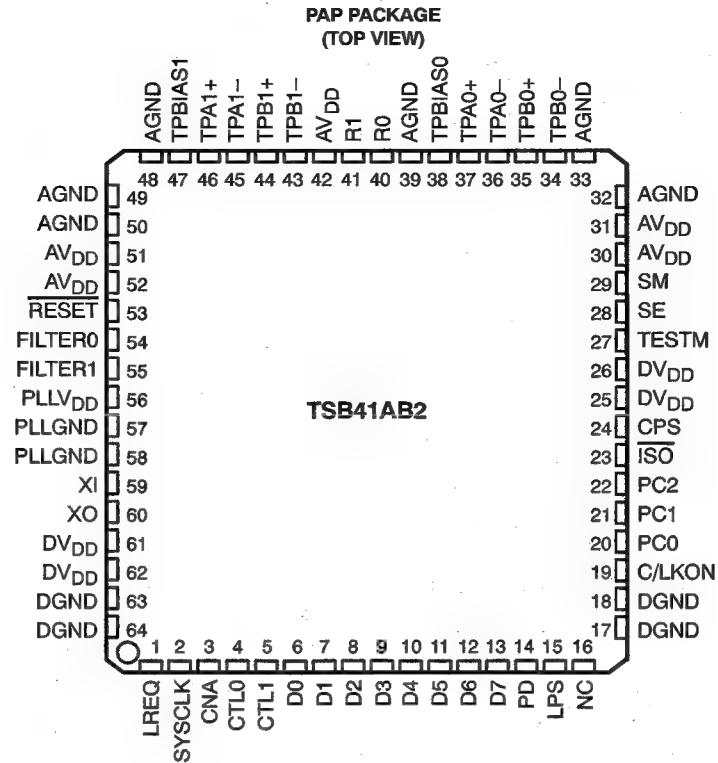 PAP PACKAGE
(TOP VIEW)
AGND
TPBIAS1
TPA1+
TPA1–
TPB1+
TPB1–
AVDD
R1
R0
AGND
TPBIAS0
TPA0+
TPA0–
TPB0+
TPB0–
AGND
48 47 46 45 44 43 42 41 40 39 38 37 36 35 34 33
AGND 49
AGND 50
AVDD 51
AVDD 52
RESET 53
FILTER0 54
FILTER1 55
PLLVDD 56
PLLGND 57
PLLGND 58
XI 59
XO 60
DVDD 61
DVDD 62
DGND 63
DGND 64
TSB41AB2
32 AGND
31 AVDD
30 AVDD
29 SM
28 SE
27 TESTM
26 DVDD
25 DVDD
24 CPS
23 ISO
22 PC2
21 PC1
20 PC0
19 C/LKON
18 DGND
17 DGND
1 2 3 4 5 6 7 8 9 10 11 12 13 14 15 16
LREQ
SYSCLK
CNA
CTL0
CTL1
D0
D1
D2
D3
D4
D5
D6
D7
PD
LPS
NC